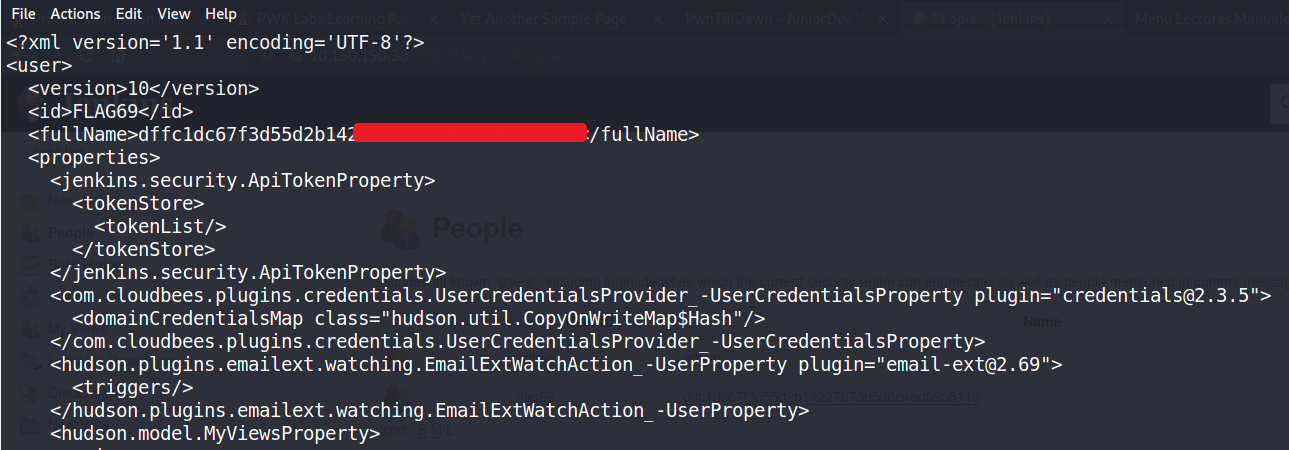 File Actions Edit View Help
PWK Labs Learning
Yet Another Sample Page
PwnTillDawn - JuniorDev
People - [Jenkins]
Menu Lecturas
<?xml version='1.1' encoding='UTF-8'?>
<user>
<version>10</version>
<id>FLAG69</id>
<fullName>dffc1dc67f3d55d2b142 </fullName>
<properties>
<jenkins.security.ApiTokenProperty>
<tokenStore>
<tokenList/>
</tokenStore>
</jenkins.security.ApiTokenProperty>
<com.cloudbees.plugins.credentials.UserCredentialsProvider_-UserCredentialsProperty plugin="credentials@2.3.5">
<domainCredentialsMap class="hudson.util.CopyOnWriteMap$Hash"/>
</com.cloudbees.plugins.credentials.UserCredentialsProvider_-UserCredentialsProperty>
<hudson.plugins.emailext.watching.EmailExtWatchAction_-UserProperty plugin="email-ext@2.69">
<triggers/>
</hudson.plugins.emailext.watching.EmailExtWatchAction_-UserProperty>
<hudson.model.MyViewsProperty>
People
People
Name